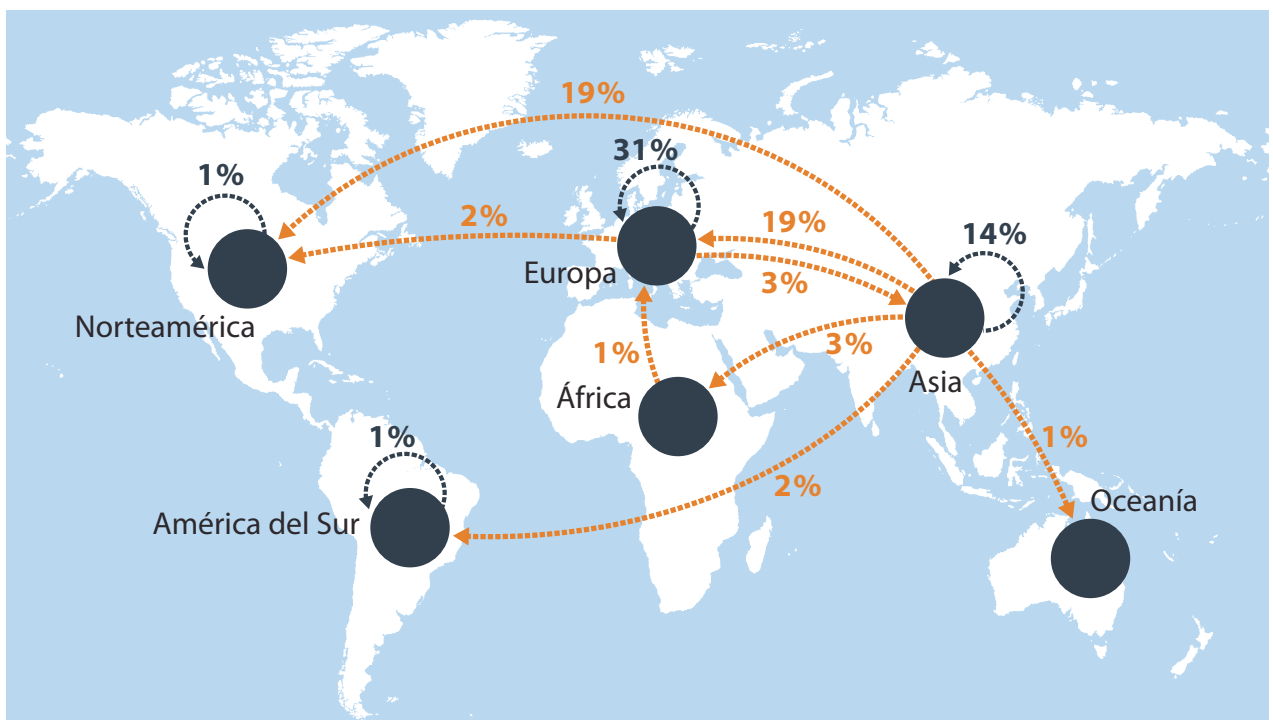 19%
31%
1%
2%
19%
14%
Europa
3%
Norteamérica
1%
3%
Asia
África
1%
1%
2%
Oceanía
América del Sur